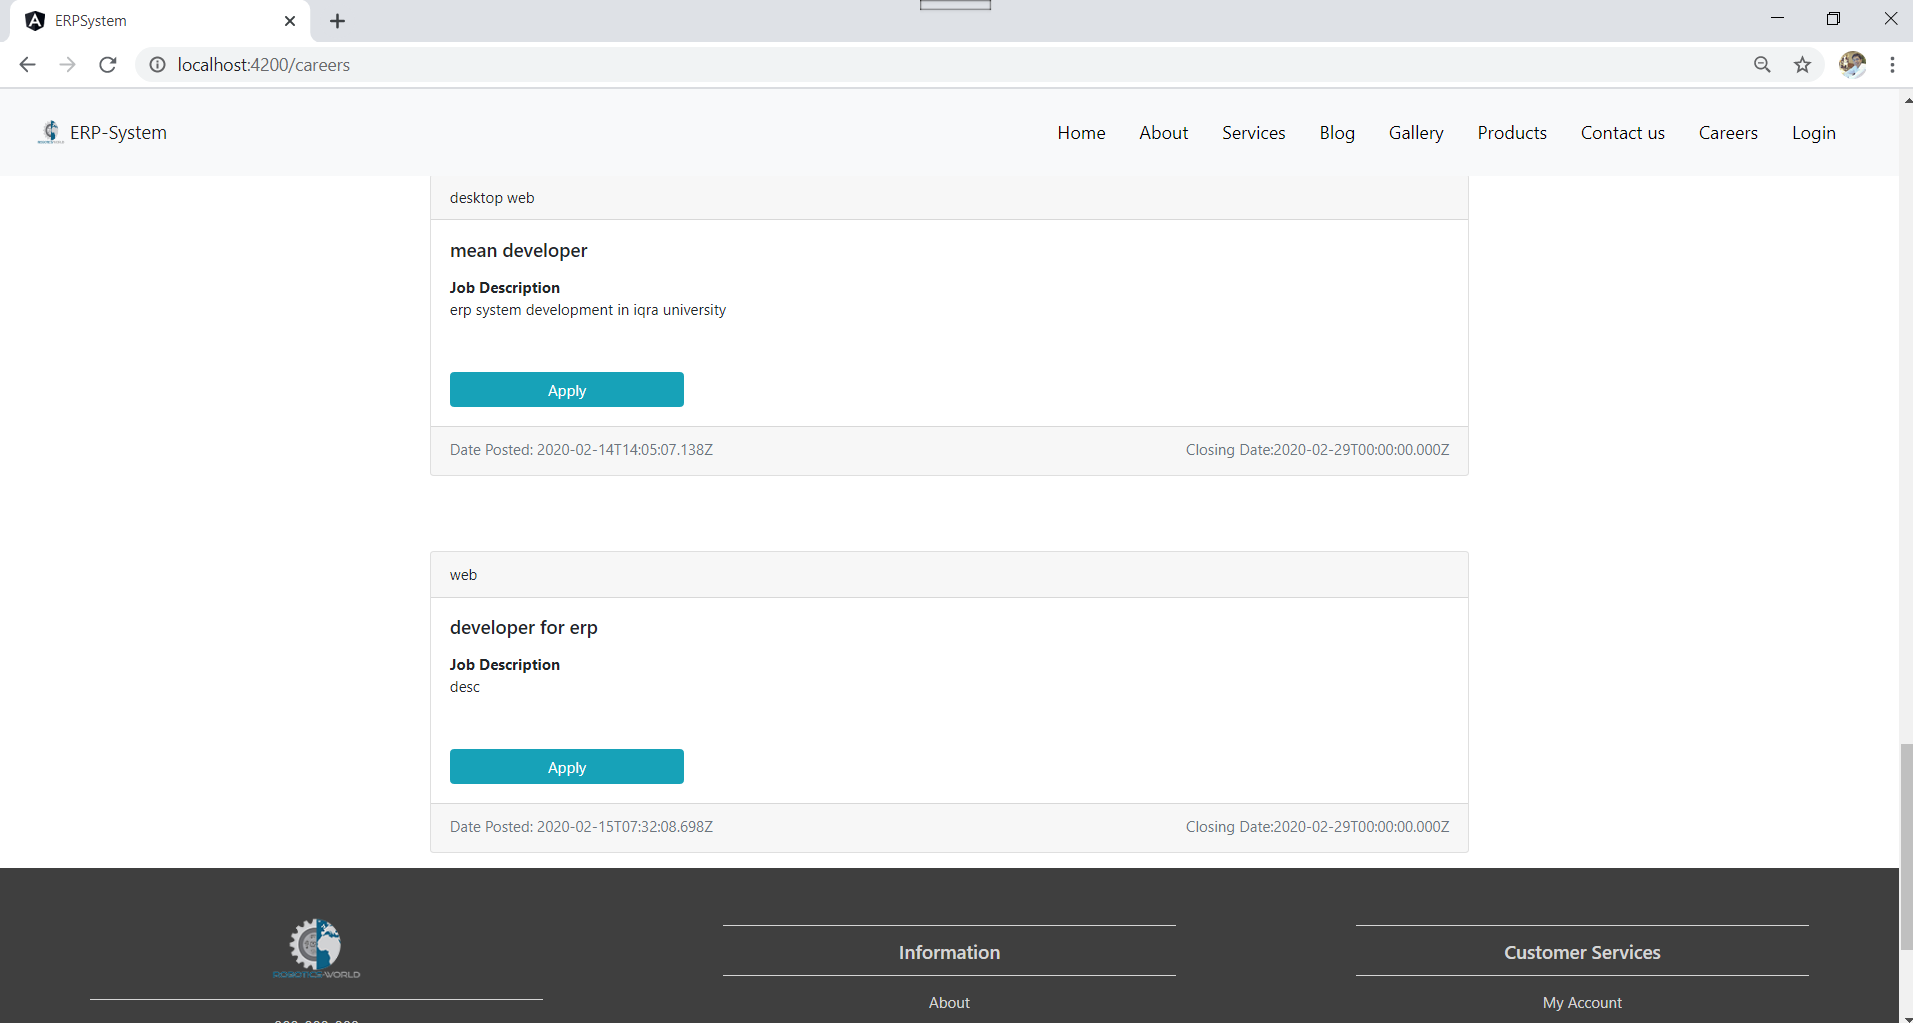 ERPSystem
localhost:4200/careers
ERP-System
Home About Services Blog Gallery Products Contact us Careers Login
desktop web
mean developer
Job Description
erp system development in iqra university
Apply
Date Posted: 2020-02-14T14:05:07.138Z Closing Date:2020-02-29T00:00:00.000Z
web
developer for erp
Job Description
desc
Apply
Date Posted: 2020-02-15T07:32:08.698Z Closing Date:2020-02-29T00:00:00.000Z
ROBOTICS-WORLD
Information
Customer Services
About
My Account